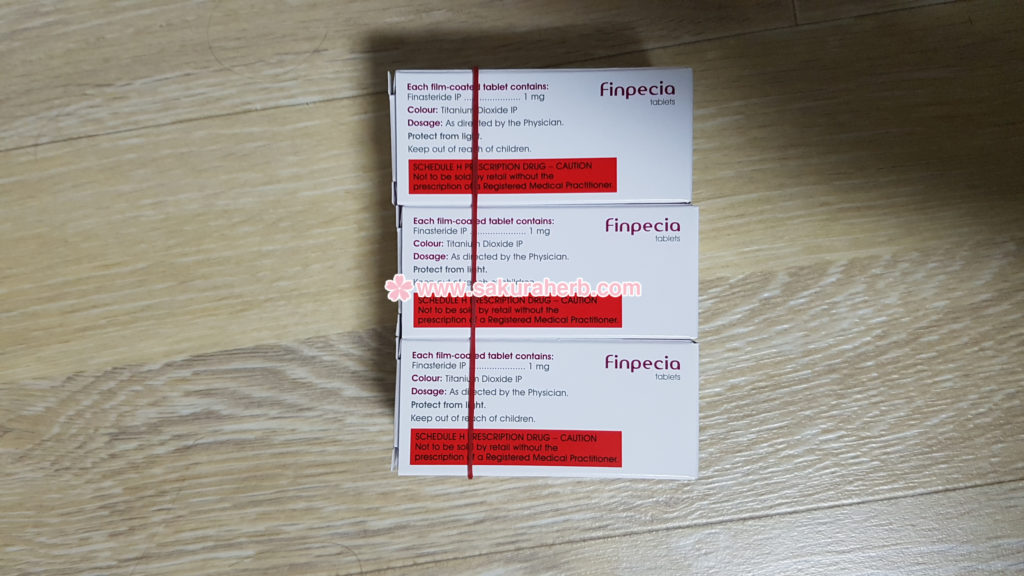 Each film-coated tablet contains:
Finasteride IP ...................... 1 mg
Colour: Titanium Dioxide IP
Dosage: As directed by the Physician.
Protect from light.
Keep out of reach of children.
SCHEDULE H PRESCRIPTION DRUG – CAUTION
Not to be sold by retail without the
prescription of a Registered Medical Practitioner.
Finpecia
tablets
Each film-coated tablet contains:
Finasteride IP ...................... 1 mg
Colour: Titanium Dioxide IP
Dosage: As directed by the Physician.
Protect from light.
Keep out of reach of children.
www.sakuraherb.com
SCHEDULE H PRESCRIPTION DRUG – CAUTION
Not to be sold by retail without the
prescription of a Registered Medical Practitioner.
Finpecia
tablets
Each film-coated tablet contains:
Finasteride IP ...................... 1 mg
Colour: Titanium Dioxide IP
Dosage: As directed by the Physician.
Protect from light.
Keep out of reach of children.
SCHEDULE H PRESCRIPTION DRUG – CAUTION
Not to be sold by retail without the
prescription of a Registered Medical Practitioner.
Finpecia
tablets